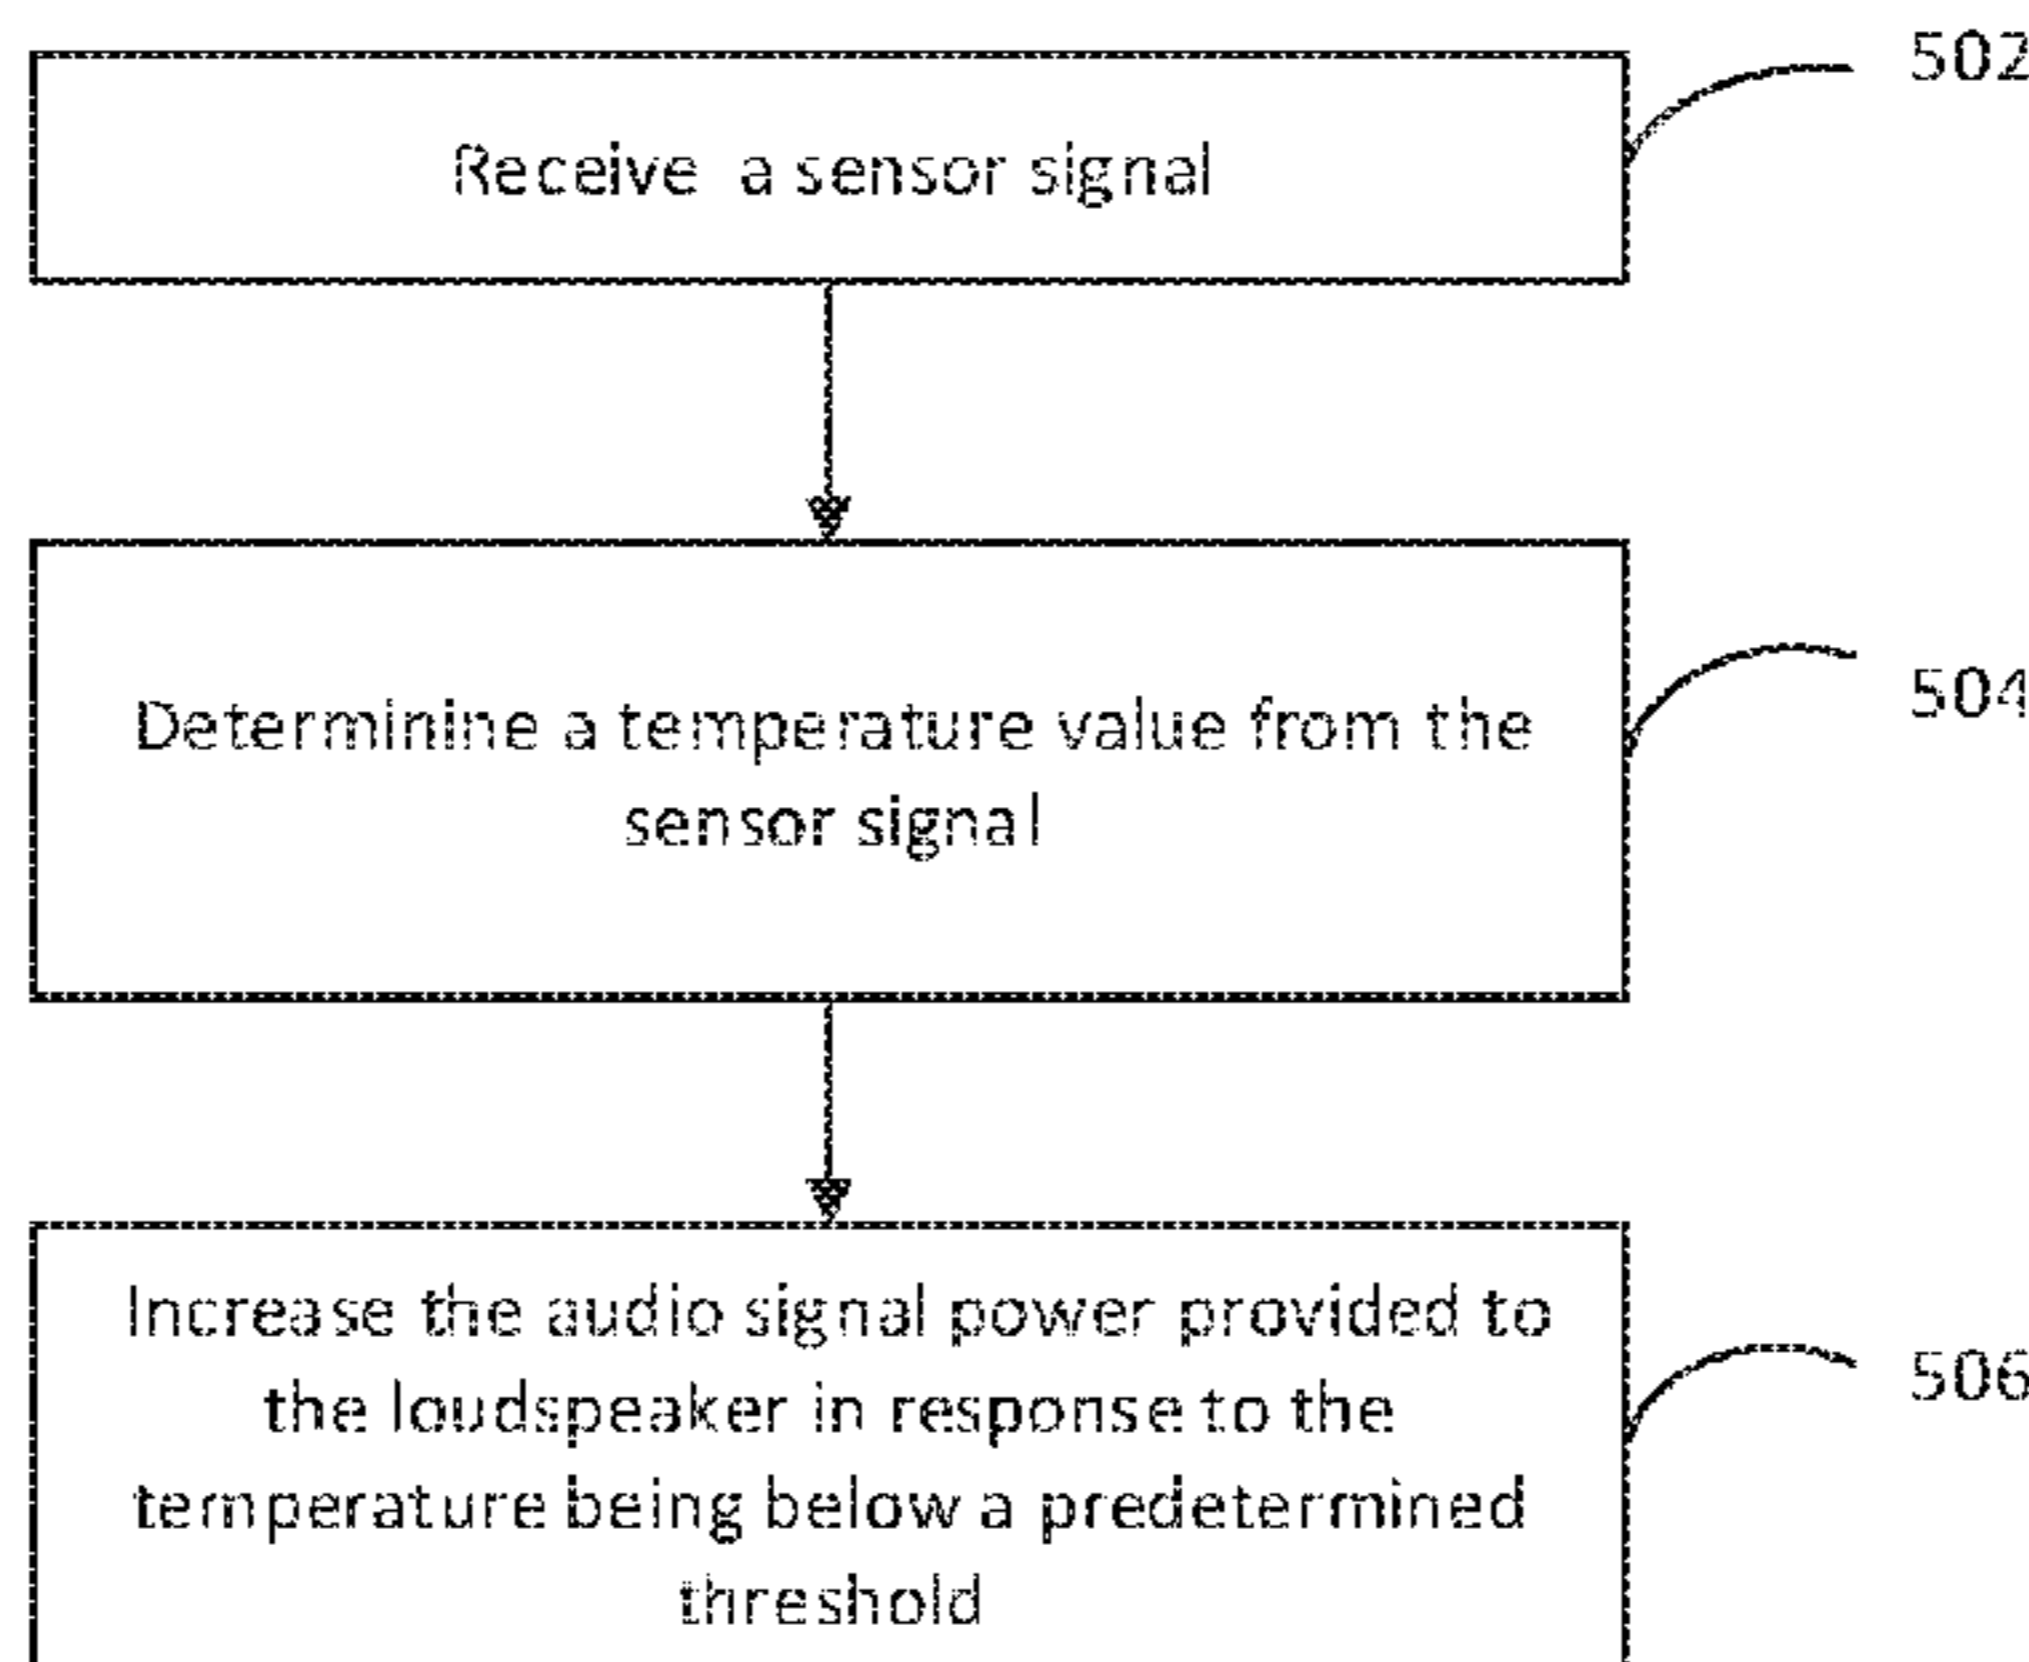 502
Receive a sensor signal
504
Determinine a temperature value from the
sensor signal
506
Increase the audio signal power provided to
the loudspeaker in response to the
temperature being below a predetermined
threshold